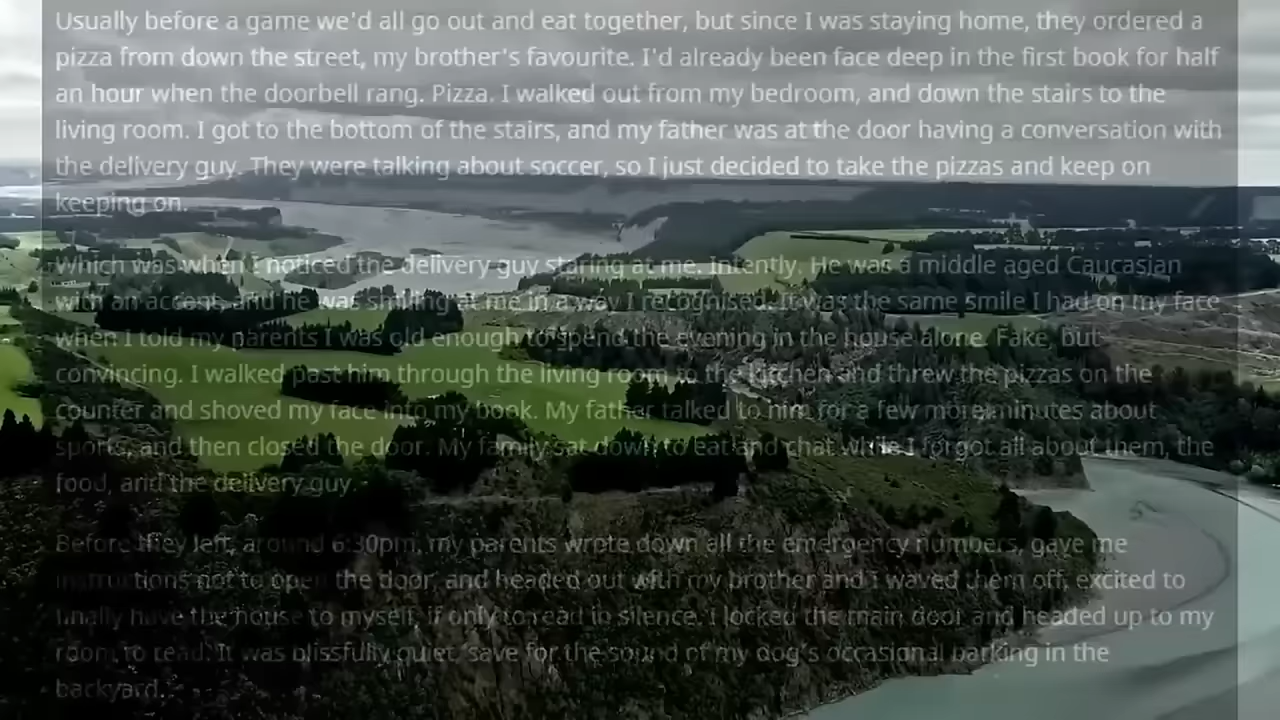 Usually before a game we'd all go out and eat together, but since I was staying home, they ordered a
pizza from down the street, my brother's favourite. I'd already been face deep in the first book for half
an hour when the doorbell rang. Pizza. I walked out from my bedroom, and down the stairs to the
living room. I got to the bottom of the stairs, and my father was at the door having a conversation with
the delivery guy. They were talking about soccer, so I just decided to take the pizzas and keep on
keeping on.
Which was when I noticed the delivery guy staring at me. Intently. He was a middle aged Caucasian
with an accent, and he was smiling at me in a way I recognised. It was the same smile I had on my face
when I told my parents I was old enough to spend the evening in the house alone. Fake, but
convincing. I walked past him through the living room to the kitchen and threw the pizzas on the
counter and shoved my face into my book. My father talked to him for a few more minutes about
sports, and then closed the door. My family sat down to eat and chat while I forgot all about them, the
food, and the delivery guy.
Before they left, around 6:30pm, my parents wrote down all the emergency numbers, gave me
instructions not to open the door, and headed out with my brother and I waved them off, excited to
finally have the house to myself, if only to read in silence. I locked the main door and headed up to my
room to read. It was blissfully quiet, save for the sound of my dog's occasional barking in the
backyard.